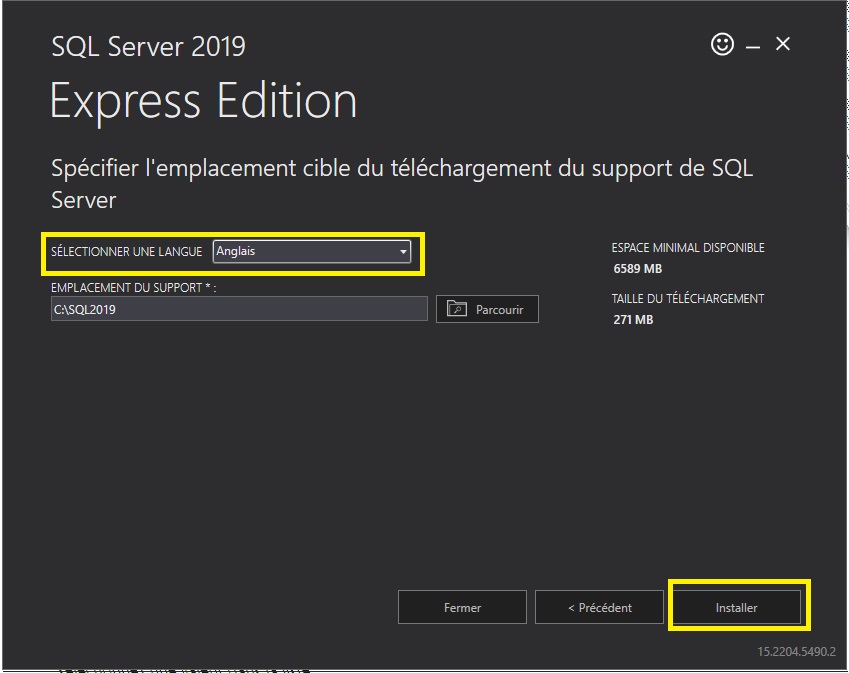 SQL Server 2019
Express Edition
Spécifier l'emplacement cible du téléchargement du support de SQL
Server
SÉLECTIONNER UNE LANGUE
Anglais
ESPACE MINIMAL DISPONIBLE
6589 MB
EMPLACEMENT DU SUPPORT * :
C:\SQL2019
Parcourir
TAILLE DU TÉLÉCHARGEMENT
271 MB
Fermer
< Précédent
Installer
15.2204.5490.2